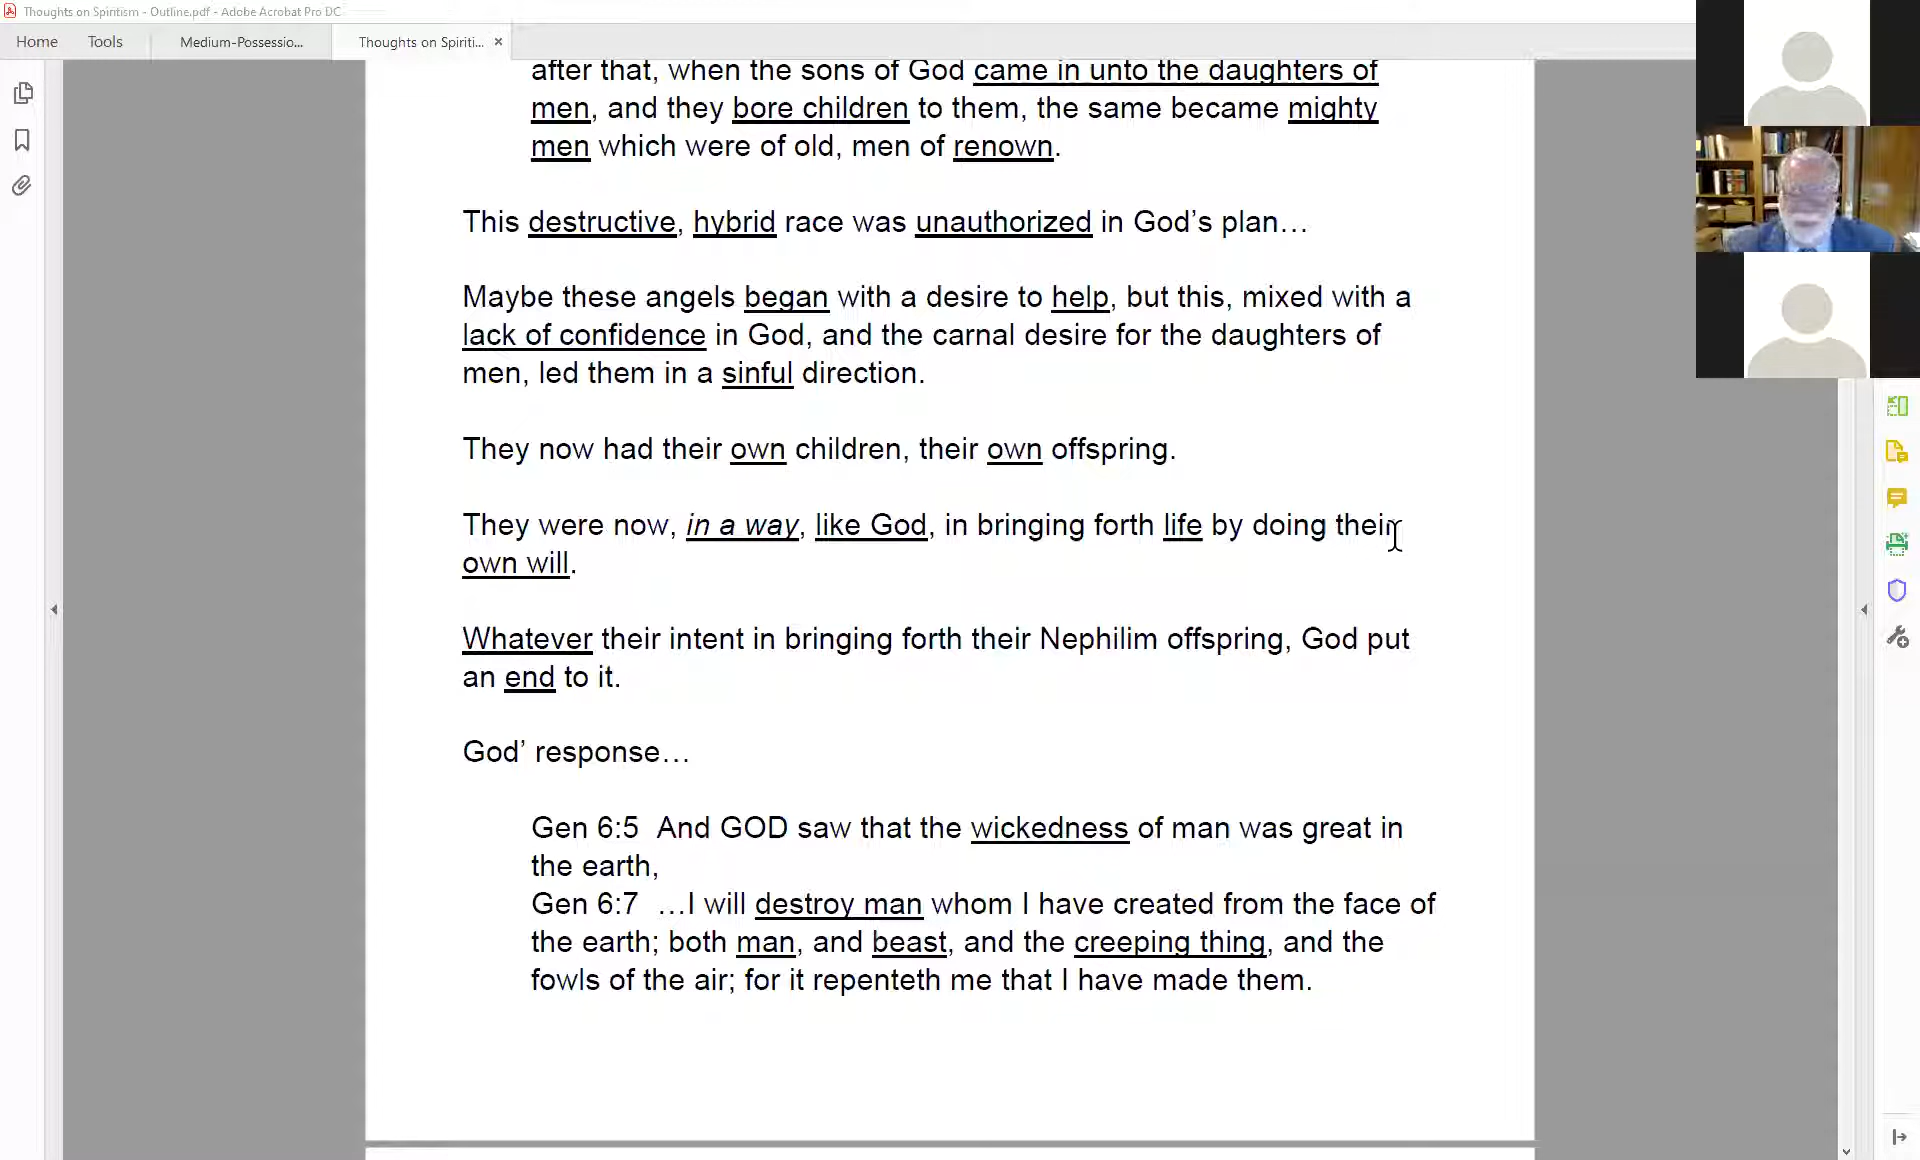 Thoughts on Spiritism - Outline.pdf - Adobe Acrobat Pro DC
Home Tools Medium-Possessio... Thoughts on Spiriti... ×
after that, when the sons of God came in unto the daughters of
men, and they bore children to them, the same became mighty
men which were of old, men of renown.
This destructive, hybrid race was unauthorized in God’s plan…
Maybe these angels began with a desire to help, but this, mixed with a
lack of confidence in God, and the carnal desire for the daughters of
men, led them in a sinful direction.
They now had their own children, their own offspring.
They were now, in a way, like God, in bringing forth life by doing their
own will.
Whatever their intent in bringing forth their Nephilim offspring, God put
an end to it.
God’ response…
Gen 6:5 And GOD saw that the wickedness of man was great in
the earth,
Gen 6:7 …I will destroy man whom I have created from the face of
the earth; both man, and beast, and the creeping thing, and the
fowls of the air; for it repenteth me that I have made them.